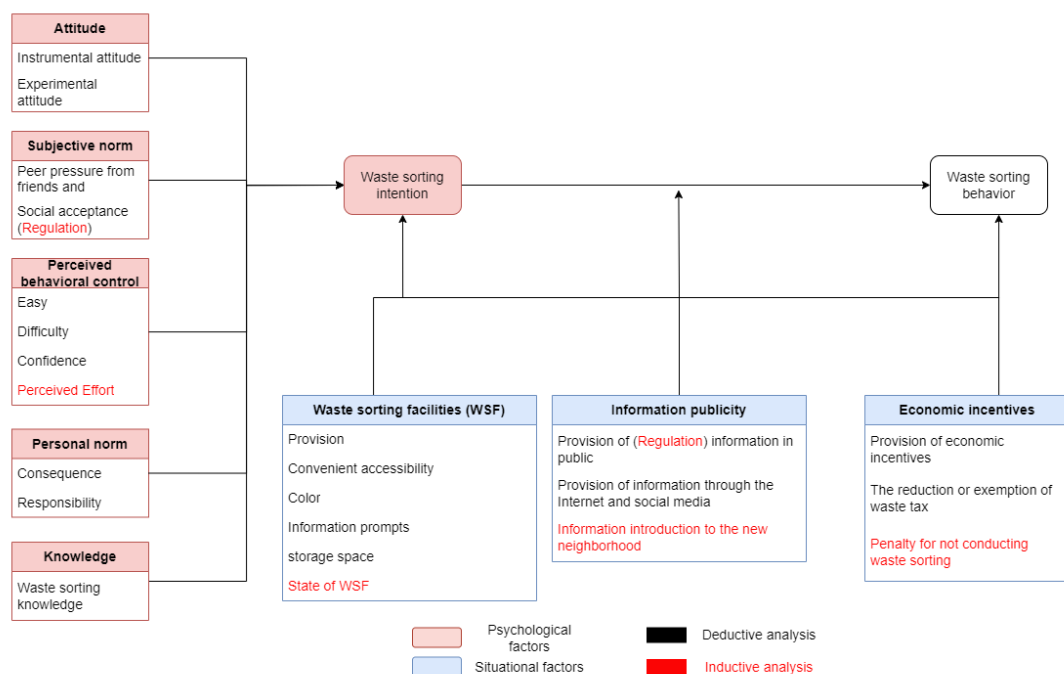 Attitude
Instrumental attitude
Experimental
attitude
Subjective norm
Peer pressure from
friends and
Social acceptance
(Regulation)
Perceived
behavioral control
Easy
Difficulty
Confidence
Perceived Effort
Personal norm
Consequence
Responsibility
Knowledge
Waste sorting
knowledge
Waste sorting
intention
Waste sorting
behavior
Waste sorting facilities (WSF)
Provision
Convenient accessibility
Color
Information prompts
storage space
State of WSF
Information publicity
Provision of (Regulation) information in
public
Provision of information through the
Internet and social media
Information introduction to the new
neighborhood
Economic incentives
Provision of economic
incentives
The reduction or exemption of
waste tax
Penalty for not conducting
waste sorting
Psychological
factors
Situational factors
Deductive analysis
Inductive analysis